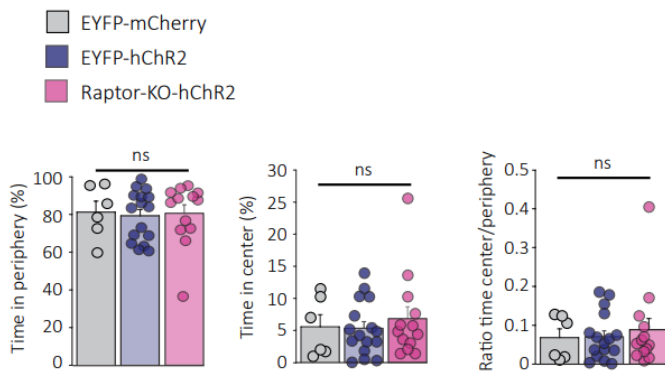 EYFP-mCherry
EYFP-hChR2
Raptor-KO-hChR2
Time in periphery (%)
ns
100
80
60
40
20
0
Time in center (%)
ns
30
25
20
15
10
5
0
Ratio time center/periphery
ns
0.5
0.4
0.3
0.2
0.1
0